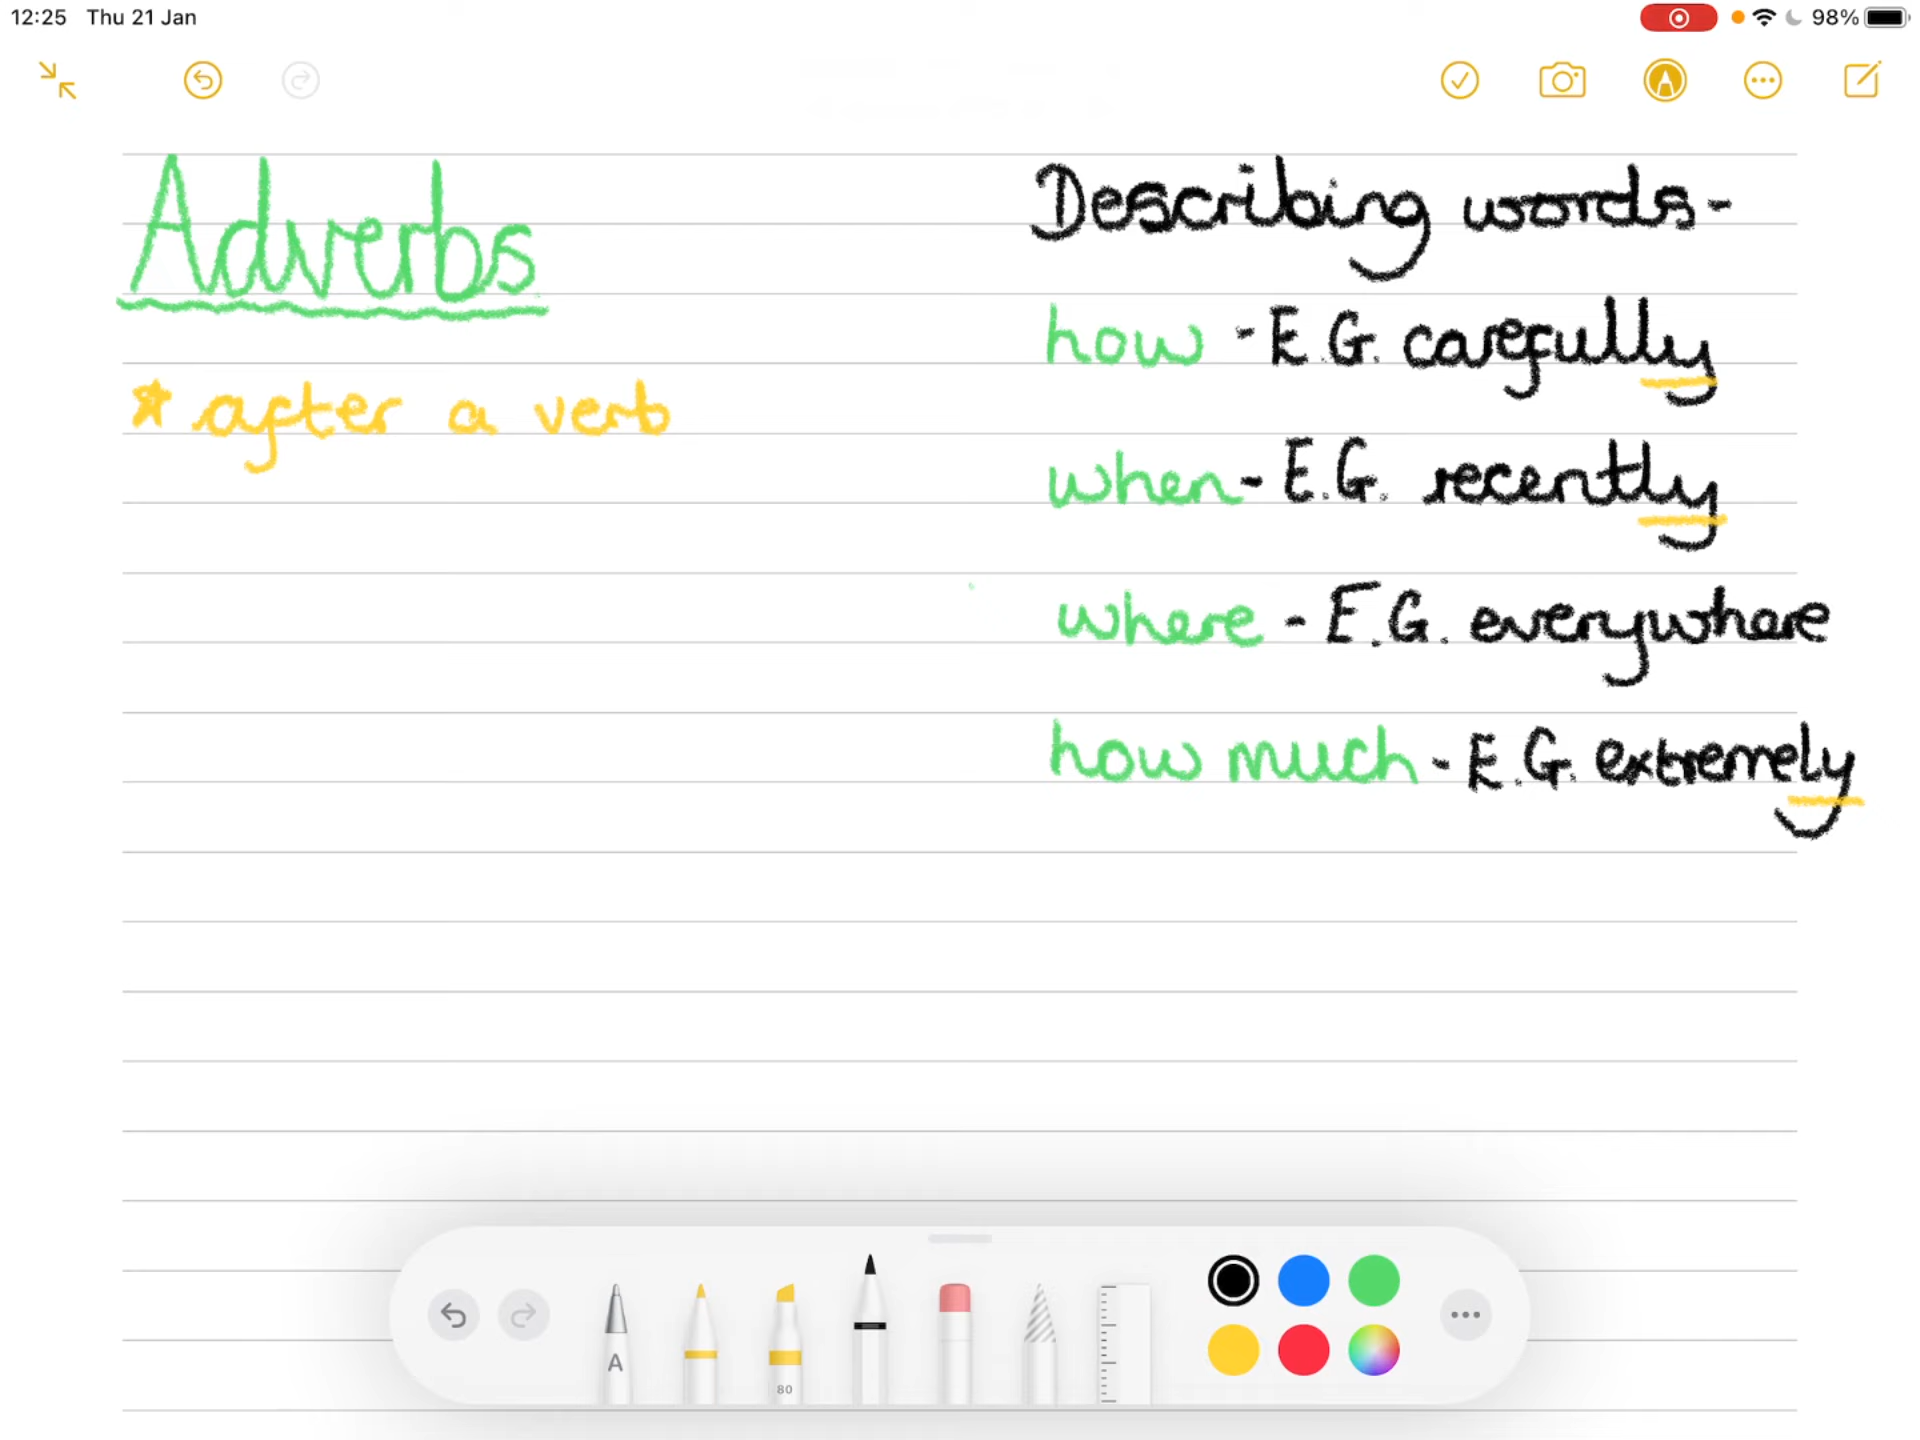 12:25 Thu 21 Jan
98%
Adverbs
* after a verb
Describing words-
how - E.G. carefully
when - E.G. recently
where - E.G. everywhere
how much - E.G. extremely
A
80